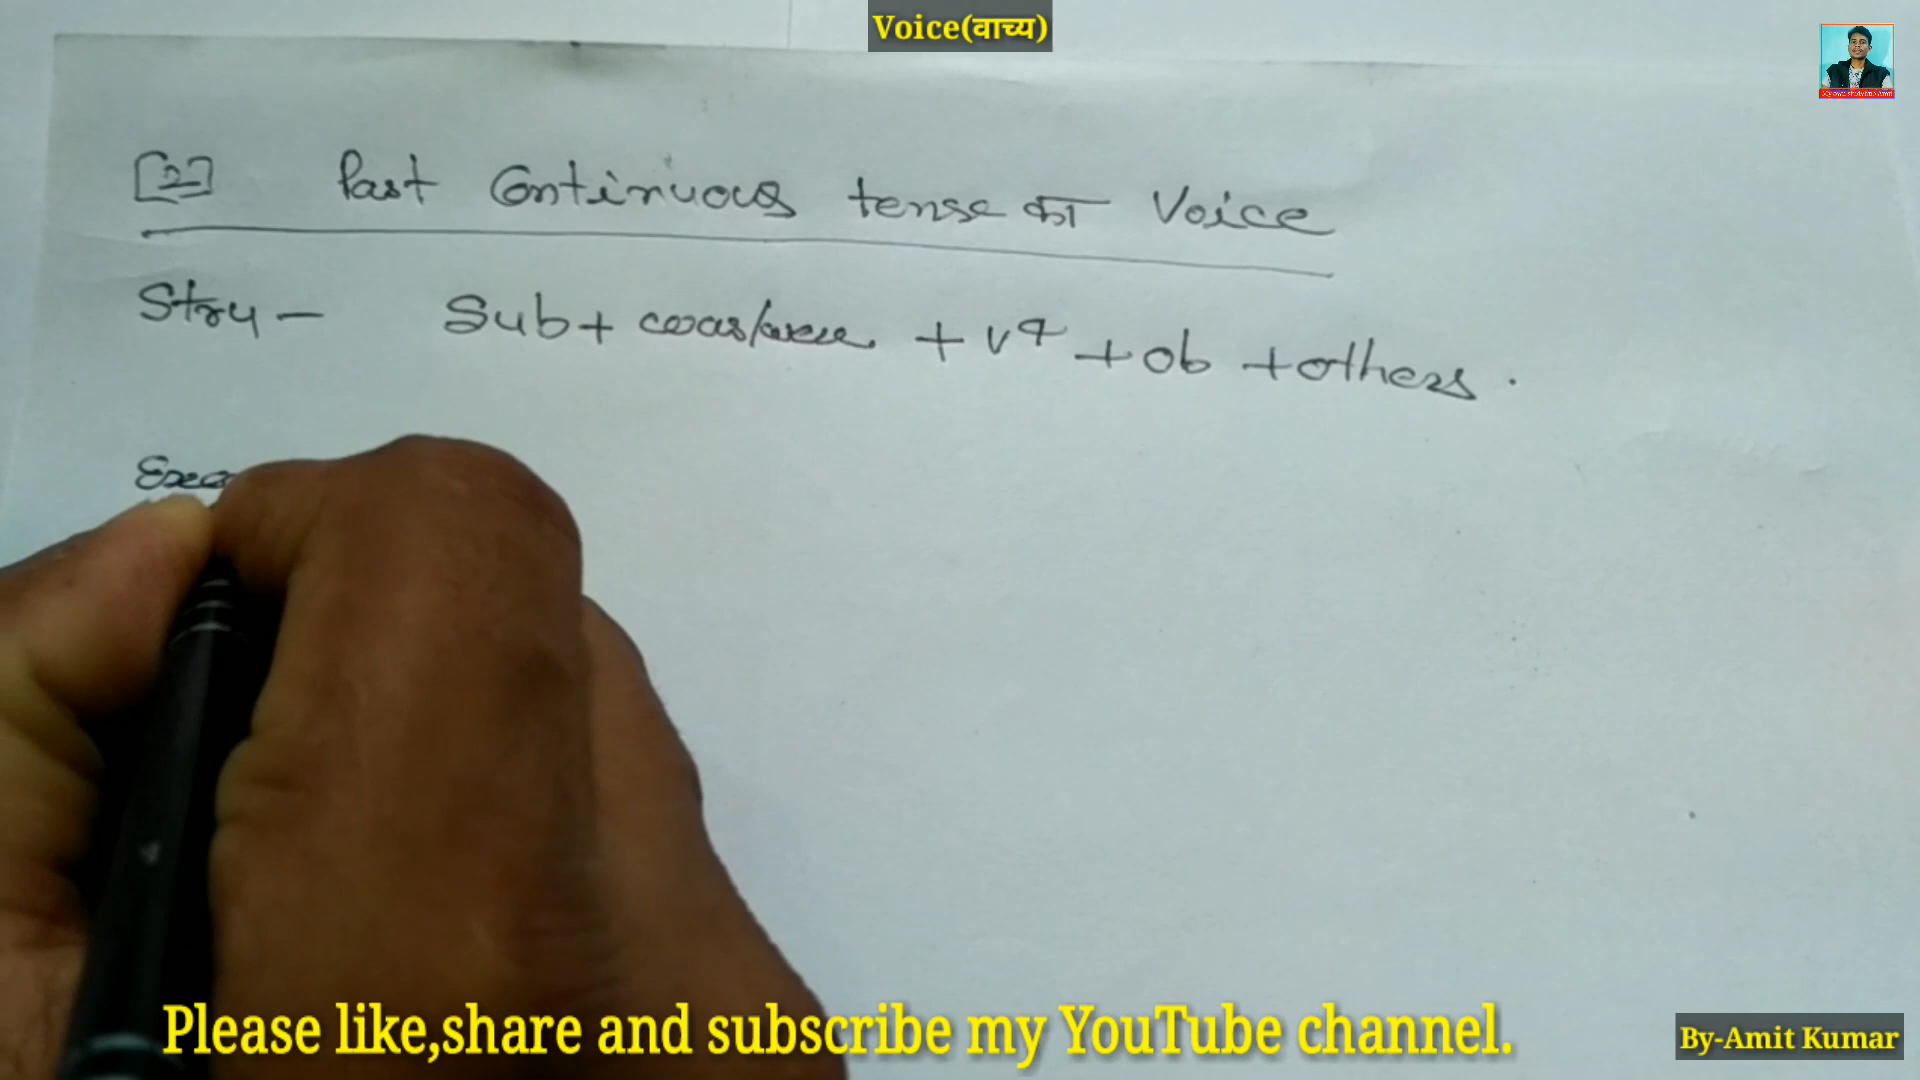 Voice(वाच्य)
[2] Past Continuous tense का Voice
Stru - Sub + was/were + v4 + ob + others.
Please like,share and subscribe my YouTube channel.
By-Amit Kumar